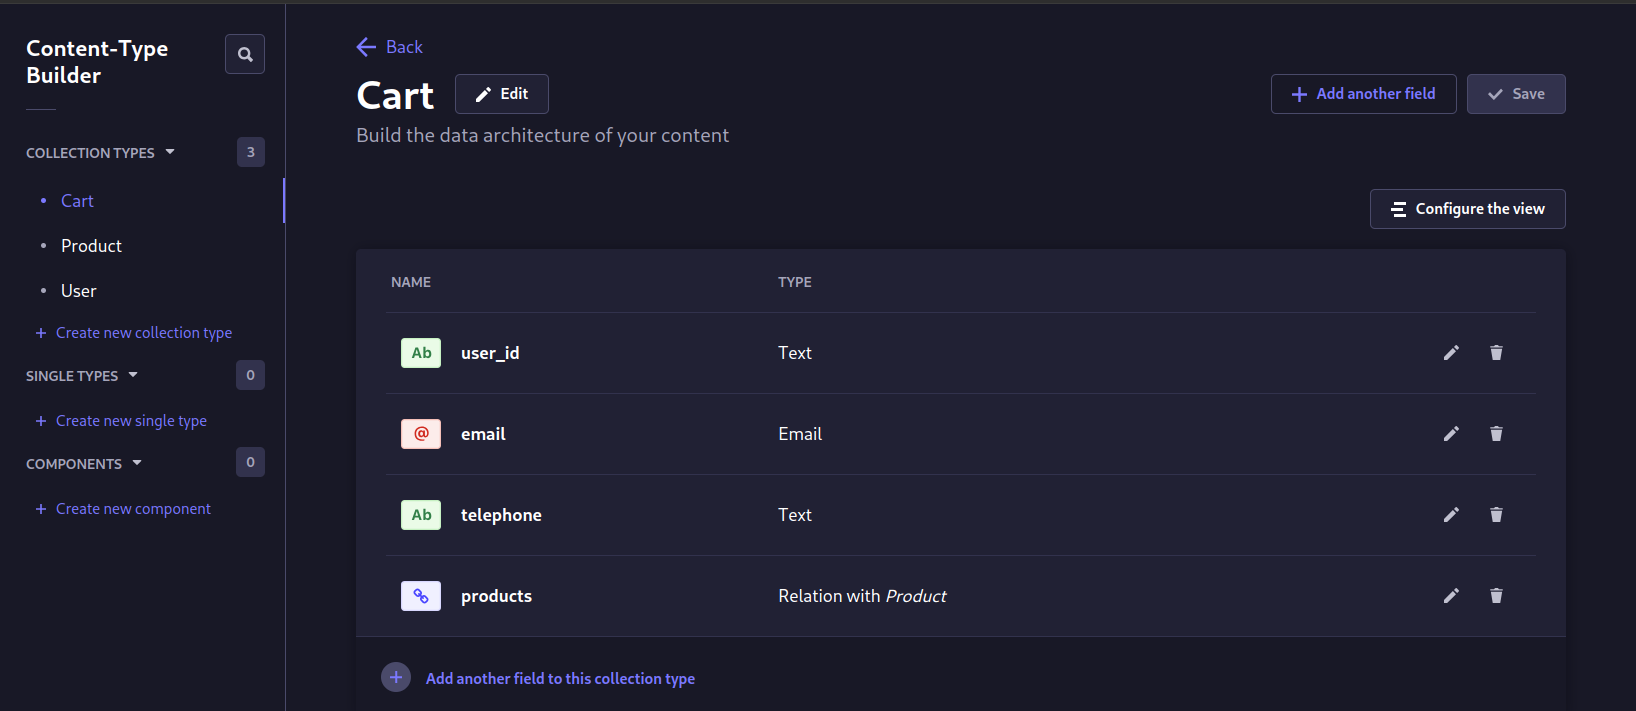 Content-Type
Builder
COLLECTION TYPES 3
Cart
Product
User
Create new collection type
SINGLE TYPES 0
Create new single type
COMPONENTS 0
Create new component
Back
Cart Edit
Add another field Save
Build the data architecture of your content
Configure the view
NAME TYPE
Ab user_id Text
@ email Email
Ab telephone Text
products Relation with Product
Add another field to this collection type